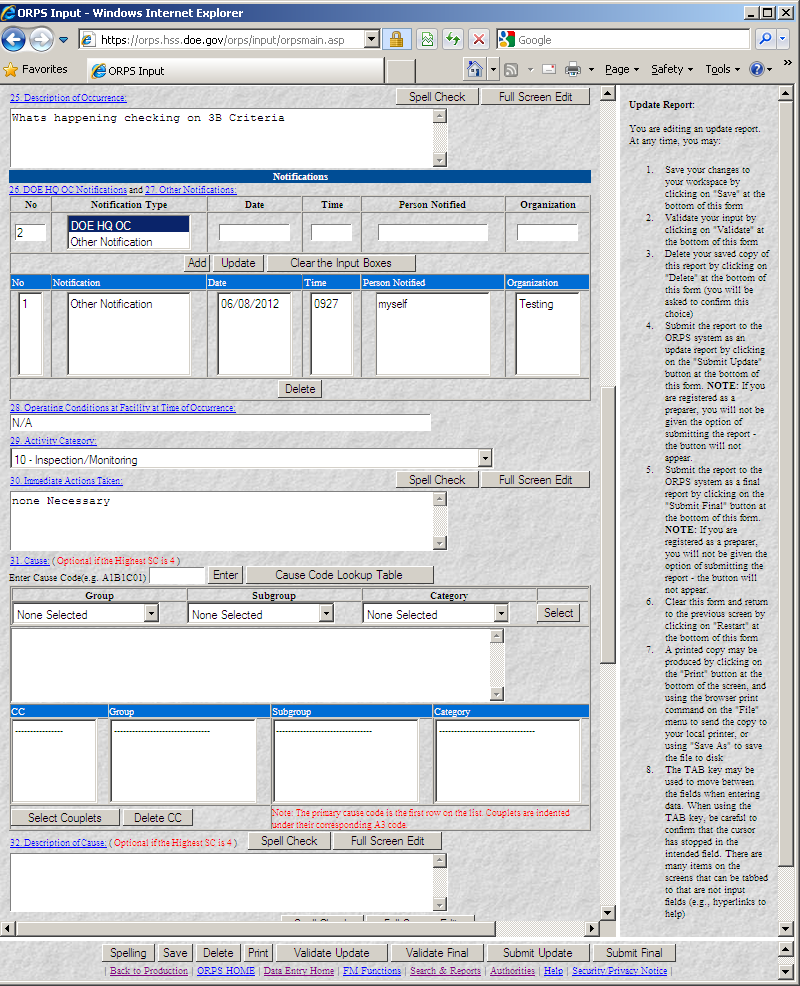 ORPS Input - Windows Internet Explorer
https://orps.hss.doe.gov/orps/input/orpsmain.asp
Google
Favorites
ORPS Input
Page
Safety
Tools
25. Description of Occurrence:
Spell Check
Full Screen Edit
Whats happening checking on 3B Criteria
Notifications
26. DOE HQ OC Notifications and 27. Other Notifications:
No Notification Type Date Time Person Notified Organization
2
DOE HQ OC
Other Notification
Add Update Clear the Input Boxes
No Notification Date Time Person Notified Organization
1 Other Notification 06/08/2012 0927 myself Testing
Delete
28. Operating Conditions at Facility at Time of Occurrence:
N/A
29. Activity Category:
10 - Inspection/Monitoring
30. Immediate Actions Taken:
Spell Check
Full Screen Edit
none Necessary
31. Cause: ( Optional if the Highest SC is 4 )
Enter Cause Code(e.g. A1B1C01) Enter Cause Code Lookup Table
Group Subgroup Category
None Selected None Selected None Selected Select
CC Group Subgroup Category
---------------- -------------------------------- -------------------------------- --------------------------------
Select Couplets Delete CC
Note: The primary cause code is the first row on the list. Couplets are indented
under their corresponding A3 code
32. Description of Cause: ( Optional if the Highest SC is 4 ) Spell Check Full Screen Edit
Update Report:
You are editing an update report.
At any time, you may:
1. Save your changes to
your workspace by
clicking on "Save" at the
bottom of this form
2. Validate your input by
clicking on "Validate" at
the bottom of this form
3. Delete your saved copy of
this report by clicking on
"Delete" at the bottom of
this form (you will be
asked to confirm this
choice)
4. Submit the report to the
ORPS system as an
update report by clicking
on the "Submit Update"
button at the bottom of
this form. NOTE: If you
are registered as a
preparer, you will not be
given the option of
submitting the report -
the button will not
appear.
5. Submit the report to the
ORPS system as a final
report by clicking on the
"Submit Final" button at
the bottom of this form.
NOTE: If you are
registered as a preparer,
you will not be given the
option of submitting the
report - the button will
not appear.
6. Clear this form and return
to the previous screen by
clicking on "Restart" at
the bottom of this form
7. A printed copy may be
produced by clicking on
the "Print" button at the
bottom of the screen, and
using the browser print
command on the "File"
menu to send the copy to
your local printer, or
using "Save As" to save
the file to disk
8. The TAB key may be
used to move between
the fields when entering
data. When using the
TAB key, be careful to
confirm that the cursor
has stopped in the
intended field. There are
many items on the
screens that can be tabbed
to that are not input
fields (e.g., hyperlinks to
help)
Spelling Save Delete Print Validate Update Validate Final Submit Update Submit Final
| Back to Production | ORPS HOME | Data Entry Home | FM Functions | Search & Reports | Authorities | Help | Security/Privacy Notice |